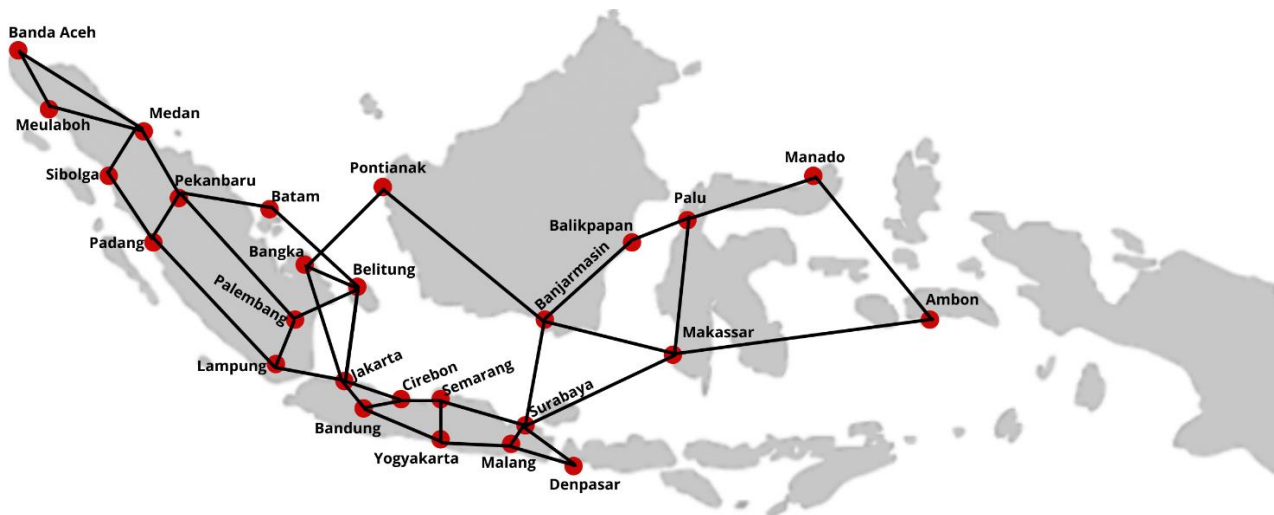 Banda Aceh
Meulaboh
Medan
Sibolga
Pekanbaru
Batam
Padang
Pontianak
Bangka
Belitung
Palembang
Lampung
Jakarta
Cirebon
Semarang
Bandung
Yogyakarta
Malang
Surabaya
Denpasar
Banjarmasin
Balikpapan
Palu
Manado
Makassar
Ambon